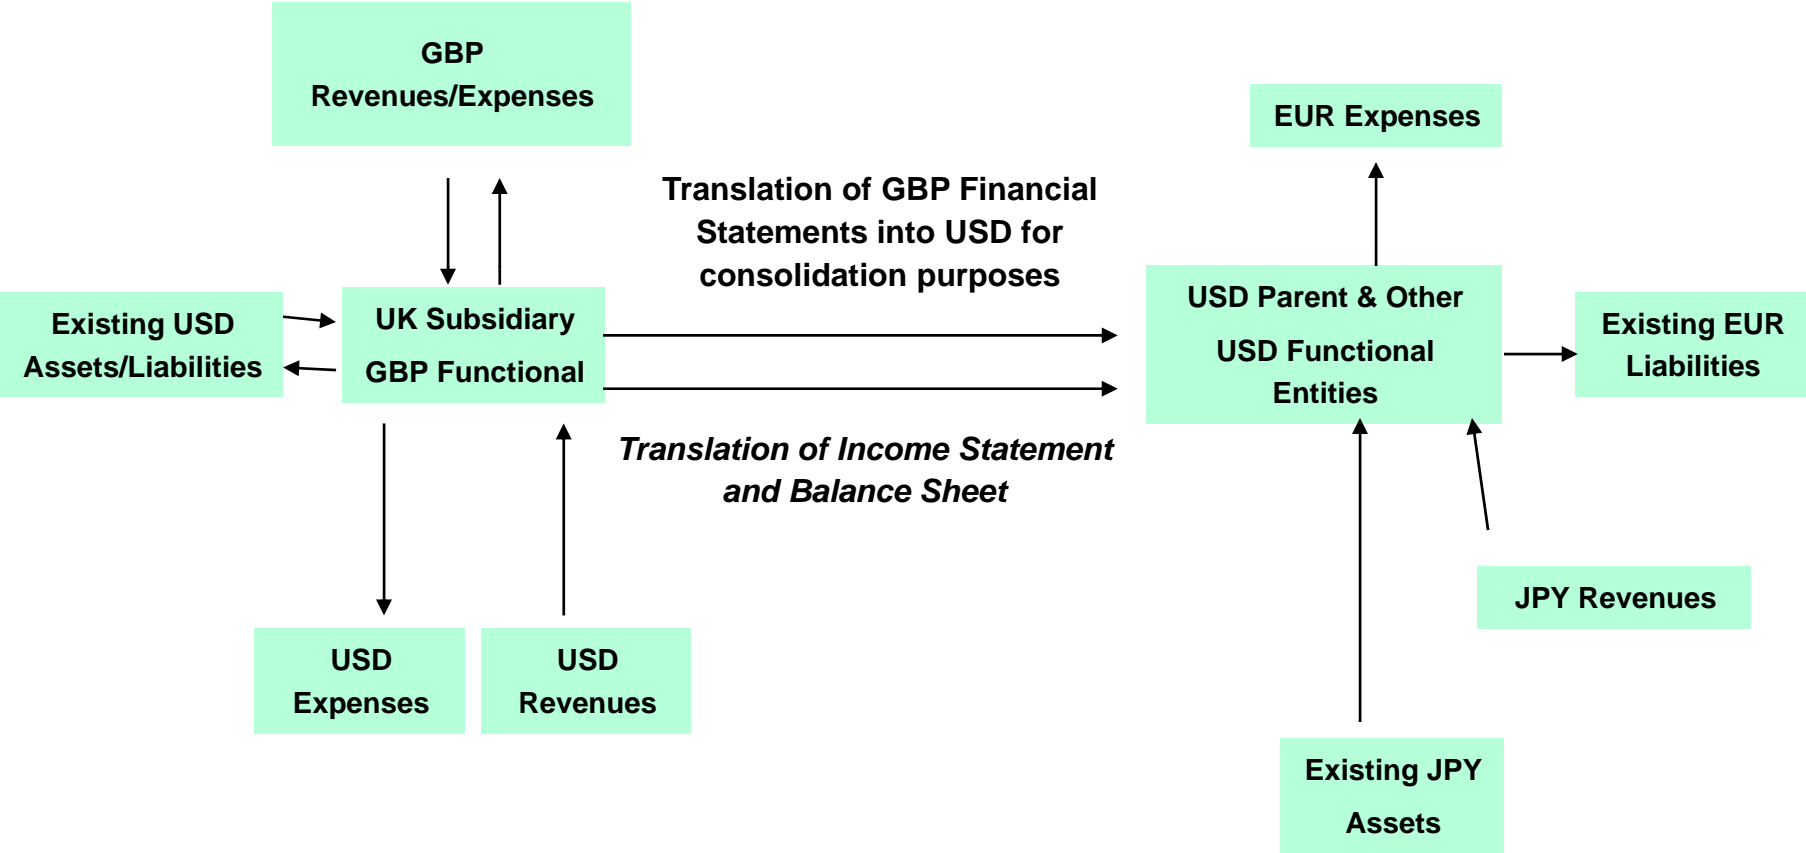 GBP
Revenues/Expenses
EUR Expenses
Translation of GBP Financial
Statements into USD for
consolidation purposes
Existing USD
Assets/Liabilities
UK Subsidiary
GBP Functional
USD Parent & Other
USD Functional
Entities
Existing EUR
Liabilities
Translation of Income Statement
and Balance Sheet
JPY Revenues
USD
Expenses
USD
Revenues
Existing JPY
Assets